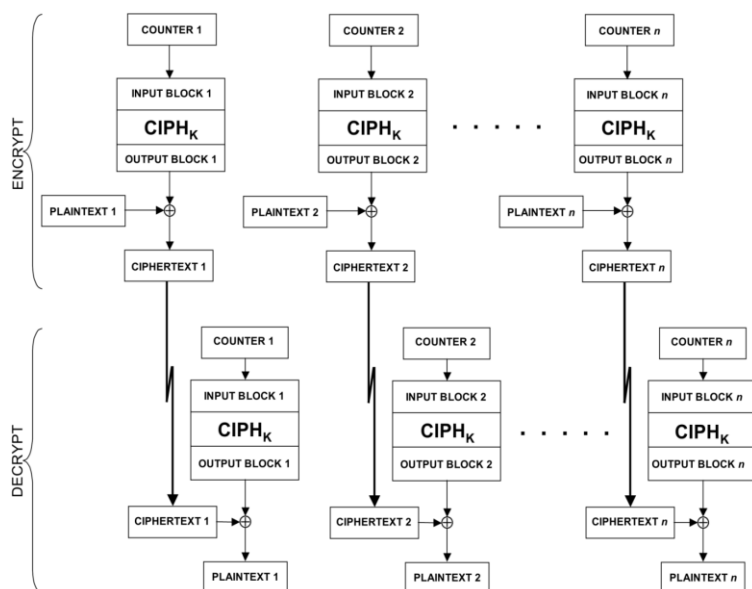 COUNTER 1
COUNTER 2
COUNTER n
INPUT BLOCK 1
INPUT BLOCK 2
INPUT BLOCK n
CIPHK
CIPHK
. . . . .
CIPHK
OUTPUT BLOCK 1
OUTPUT BLOCK 2
OUTPUT BLOCK n
ENCRYPT
PLAINTEXT 1
PLAINTEXT 2
PLAINTEXT n
CIPHERTEXT 1
CIPHERTEXT 2
CIPHERTEXT n
COUNTER 1
COUNTER 2
COUNTER n
INPUT BLOCK 1
INPUT BLOCK 2
INPUT BLOCK n
CIPHK
CIPHK
. . . . .
CIPHK
OUTPUT BLOCK 1
OUTPUT BLOCK 2
OUTPUT BLOCK n
DECRYPT
CIPHERTEXT 1
CIPHERTEXT 2
CIPHERTEXT n
PLAINTEXT 1
PLAINTEXT 2
PLAINTEXT n